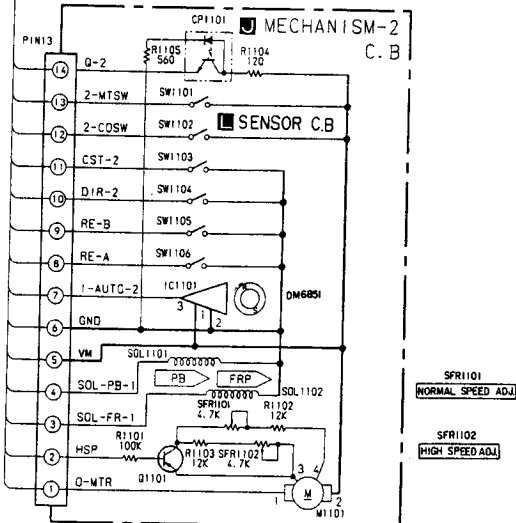 J MECHANISM-2
C.B
CP1101
PIN13
R1105
560
R1104
120
14 Q-2
13 2-MTSW SW1101
12 2-COSW SW1102
L SENSOR C.B
11 CST-2 SW1103
10 DIR-2 SW1104
9 RE-B SW1105
8 RE-A SW1106
7 I-AUTO-2 IC1101
3 1 2
DM6851
6 GND
5 VM
SOL1101
4 SOL-PB-1
PB FRP
SOL1102
3 SOL-FR-1
SFR1101
4.7K
R1102
12K
2 HSP
R1101
100K
Q1101
R1103
12K
SFR1102
4.7K
3 4
1 O-MTR
1 M 2
M1101
SFR1101
NORMAL SPEED ADJ.
SFR1102
HIGH SPEED ADJ.